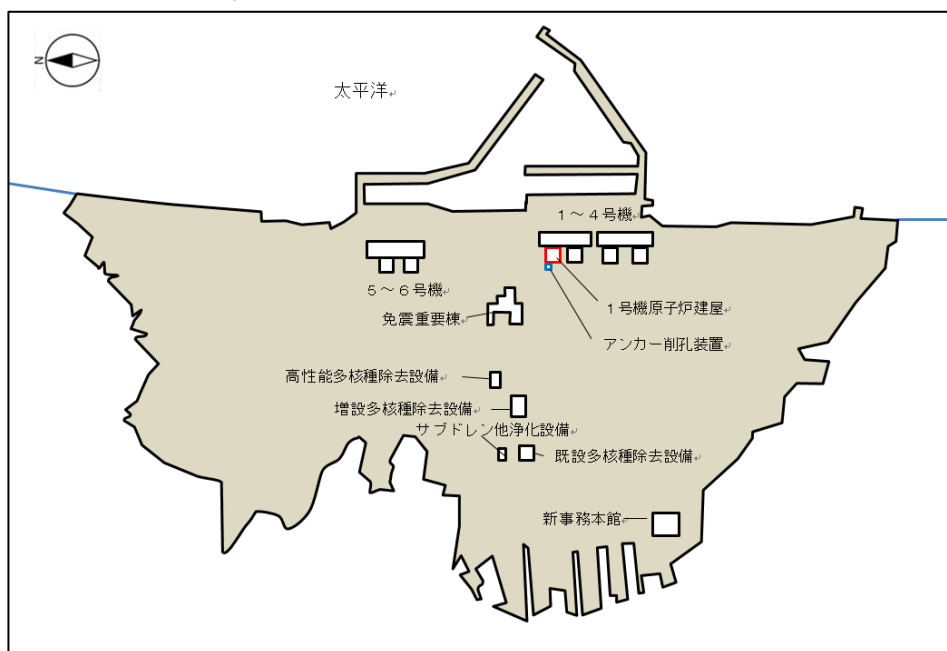 N
太平洋
1～4号機
5～6号機
1号機原子炉建屋
免震重要棟
アンカー削孔装置
高性能多核種除去設備
増設多核種除去設備
サブドレン他浄化設備
既設多核種除去設備
新事務本館